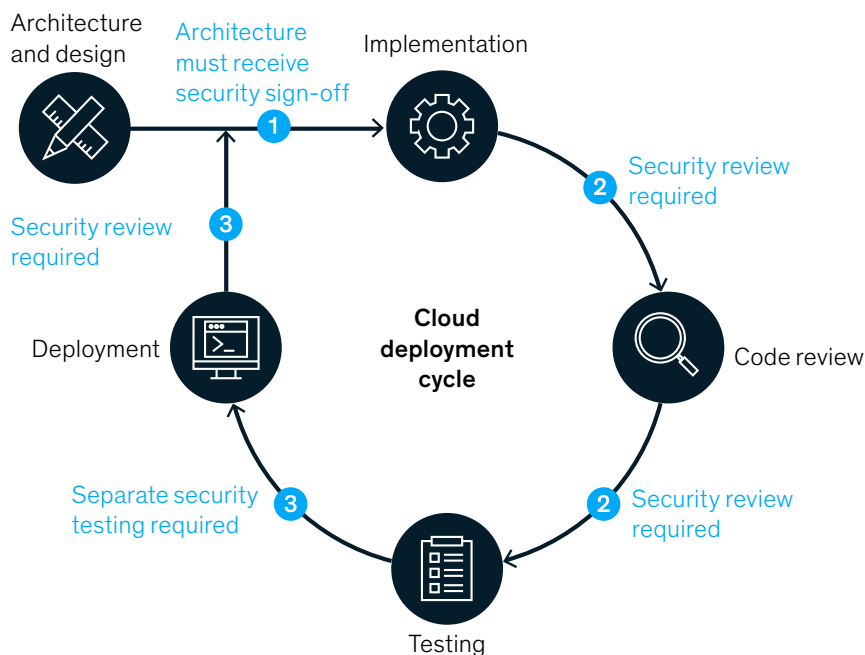 Architecture
and design
Architecture
must receive
security sign-off
1
Implementation
2
Security review
required
Security review
required
3
Cloud
deployment
cycle
Deployment
>_
Code review
Separate security
testing required
3
2
Security review
required
Testing